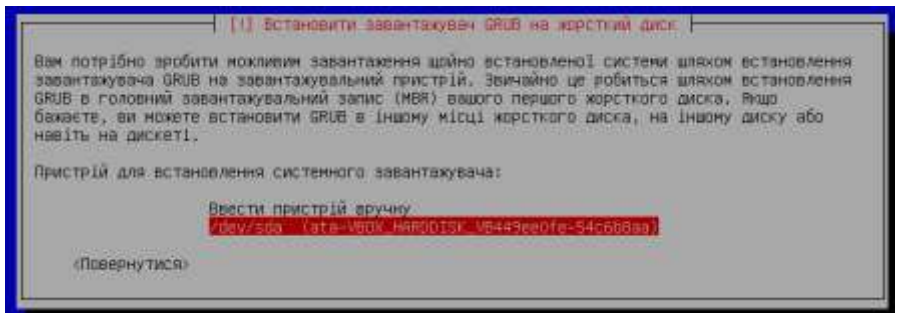 [!] Встановити завантажувач GRUB на жорсткий диск
Вам потрібно зробити можливим завантаження щойно встановленої системи шляхом встановлення
завантажувача GRUB на завантажувальний пристрій. Звичайно це робиться шляхом встановлення
GRUB в головний завантажувальний запис (MBR) вашого першого жорсткого диска. Якщо
бажаєте, ви можете встановити GRUB в іншому місці жорсткого диска, на іншому диску або
навіть на дискеті.
Пристрій для встановлення системного завантажувача:
Ввести пристрій вручну
/dev/sda (ata-VBOX_HARDDISK_VB449ee0fe-54c668aa)
<Повернутися>